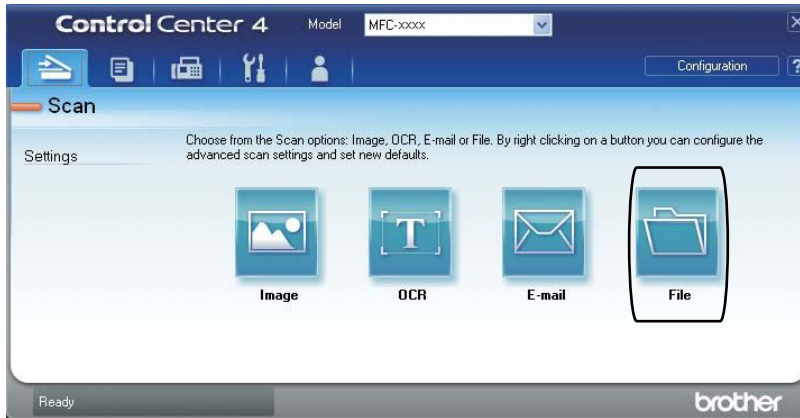 Control Center 4 Model MFC-xxxx
Configuration ?
Scan
Settings
Choose from the Scan options: Image, OCR, E-mail or File. By right clicking on a button you can configure the
advanced scan settings and set new defaults.
T
Image OCR E-mail File
Ready brother